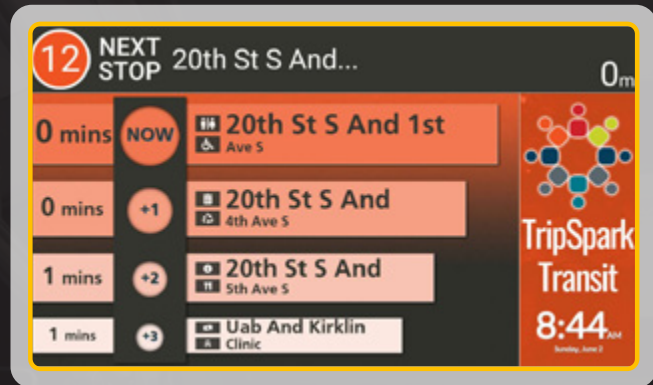 12
NEXT
STOP
20th St S And...
0m
0 mins NOW 20th St S And 1st
Ave S
0 mins +1 20th St S And
4th Ave S
1 mins +2 20th St S And
5th Ave S
1 mins +3 Uab And Kirklin
Clinic
TripSpark
Transit
8:44 AM
Sunday, June 2